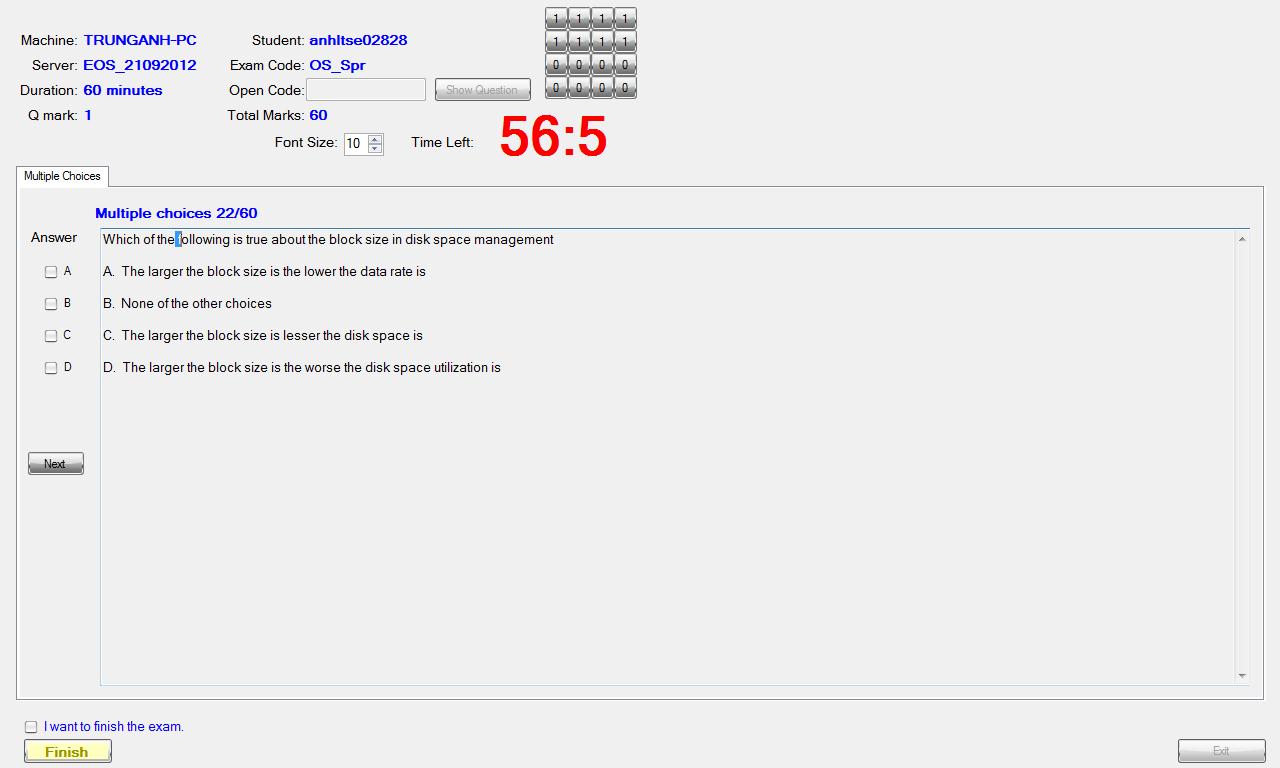 Machine: TRUNGANH-PC Student: anhltse02828
Server: EOS_21092012 Exam Code: OS_Spr
Duration: 60 minutes Open Code: Show Question
Q mark: 1 Total Marks: 60
1 1 1 1
1 1 1 1
0 0 0 0
0 0 0 0
Font Size: 10 Time Left: 56:5
Multiple Choices
Multiple choices 22/60
Answer
Which of the following is true about the block size in disk space management
A A. The larger the block size is the lower the data rate is
B B. None of the other choices
C C. The larger the block size is lesser the disk space is
D D. The larger the block size is the worse the disk space utilization is
Next
I want to finish the exam.
Finish Exit